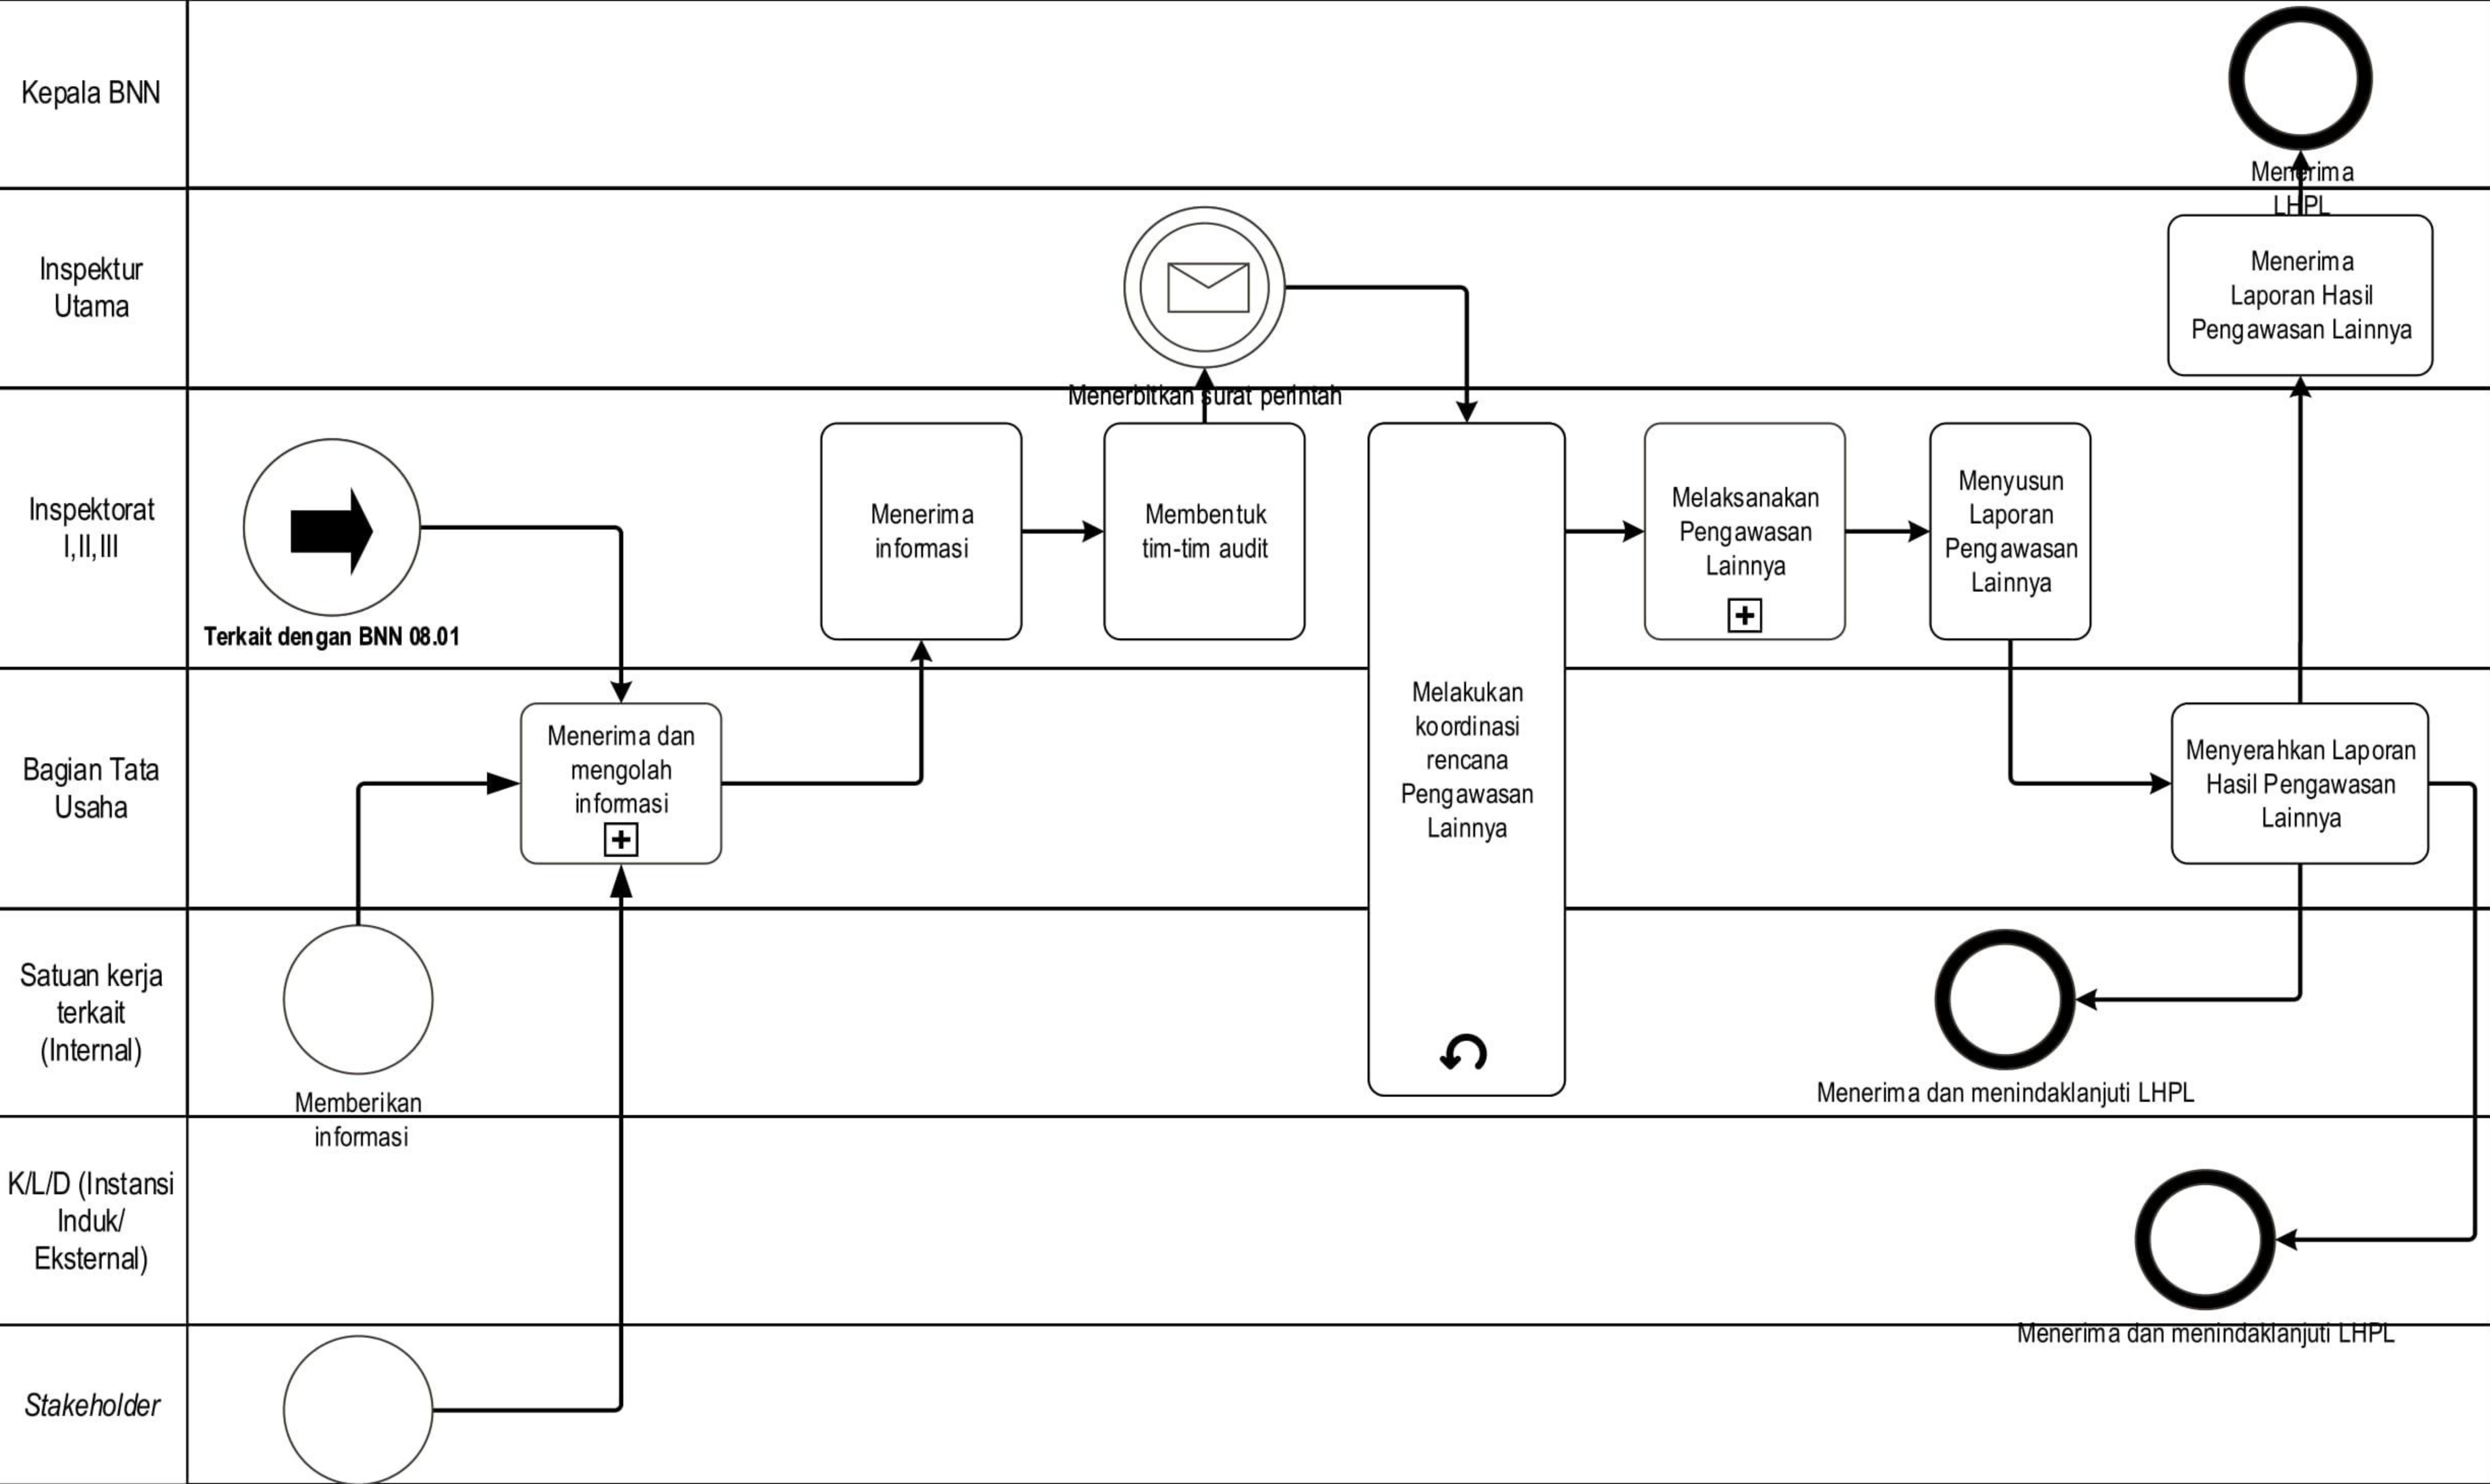 Kepala BNN
Menerima
LHPL
Inspektur
Utama
Menerbitkan surat perintah
Menerima
Laporan Hasil
Pengawasan Lainnya
Inspektorat
I,II,III
Terkait dengan BNN 08.01
Menerima
informasi
Membentuk
tim-tim audit
Melakukan
koordinasi
rencana
Pengawasan
Lainnya
Melaksanakan
Pengawasan
Lainnya
Menyusun
Laporan
Pengawasan
Lainnya
Bagian Tata
Usaha
Menerima dan
mengolah
informasi
Menyerahkan Laporan
Hasil Pengawasan
Lainnya
Satuan kerja
terkait
(Internal)
Memberikan
informasi
Menerima dan menindaklanjuti LHPL
K/L/D (Instansi
Induk/
Eksternal)
Menerima dan menindaklanjuti LHPL
Stakeholder